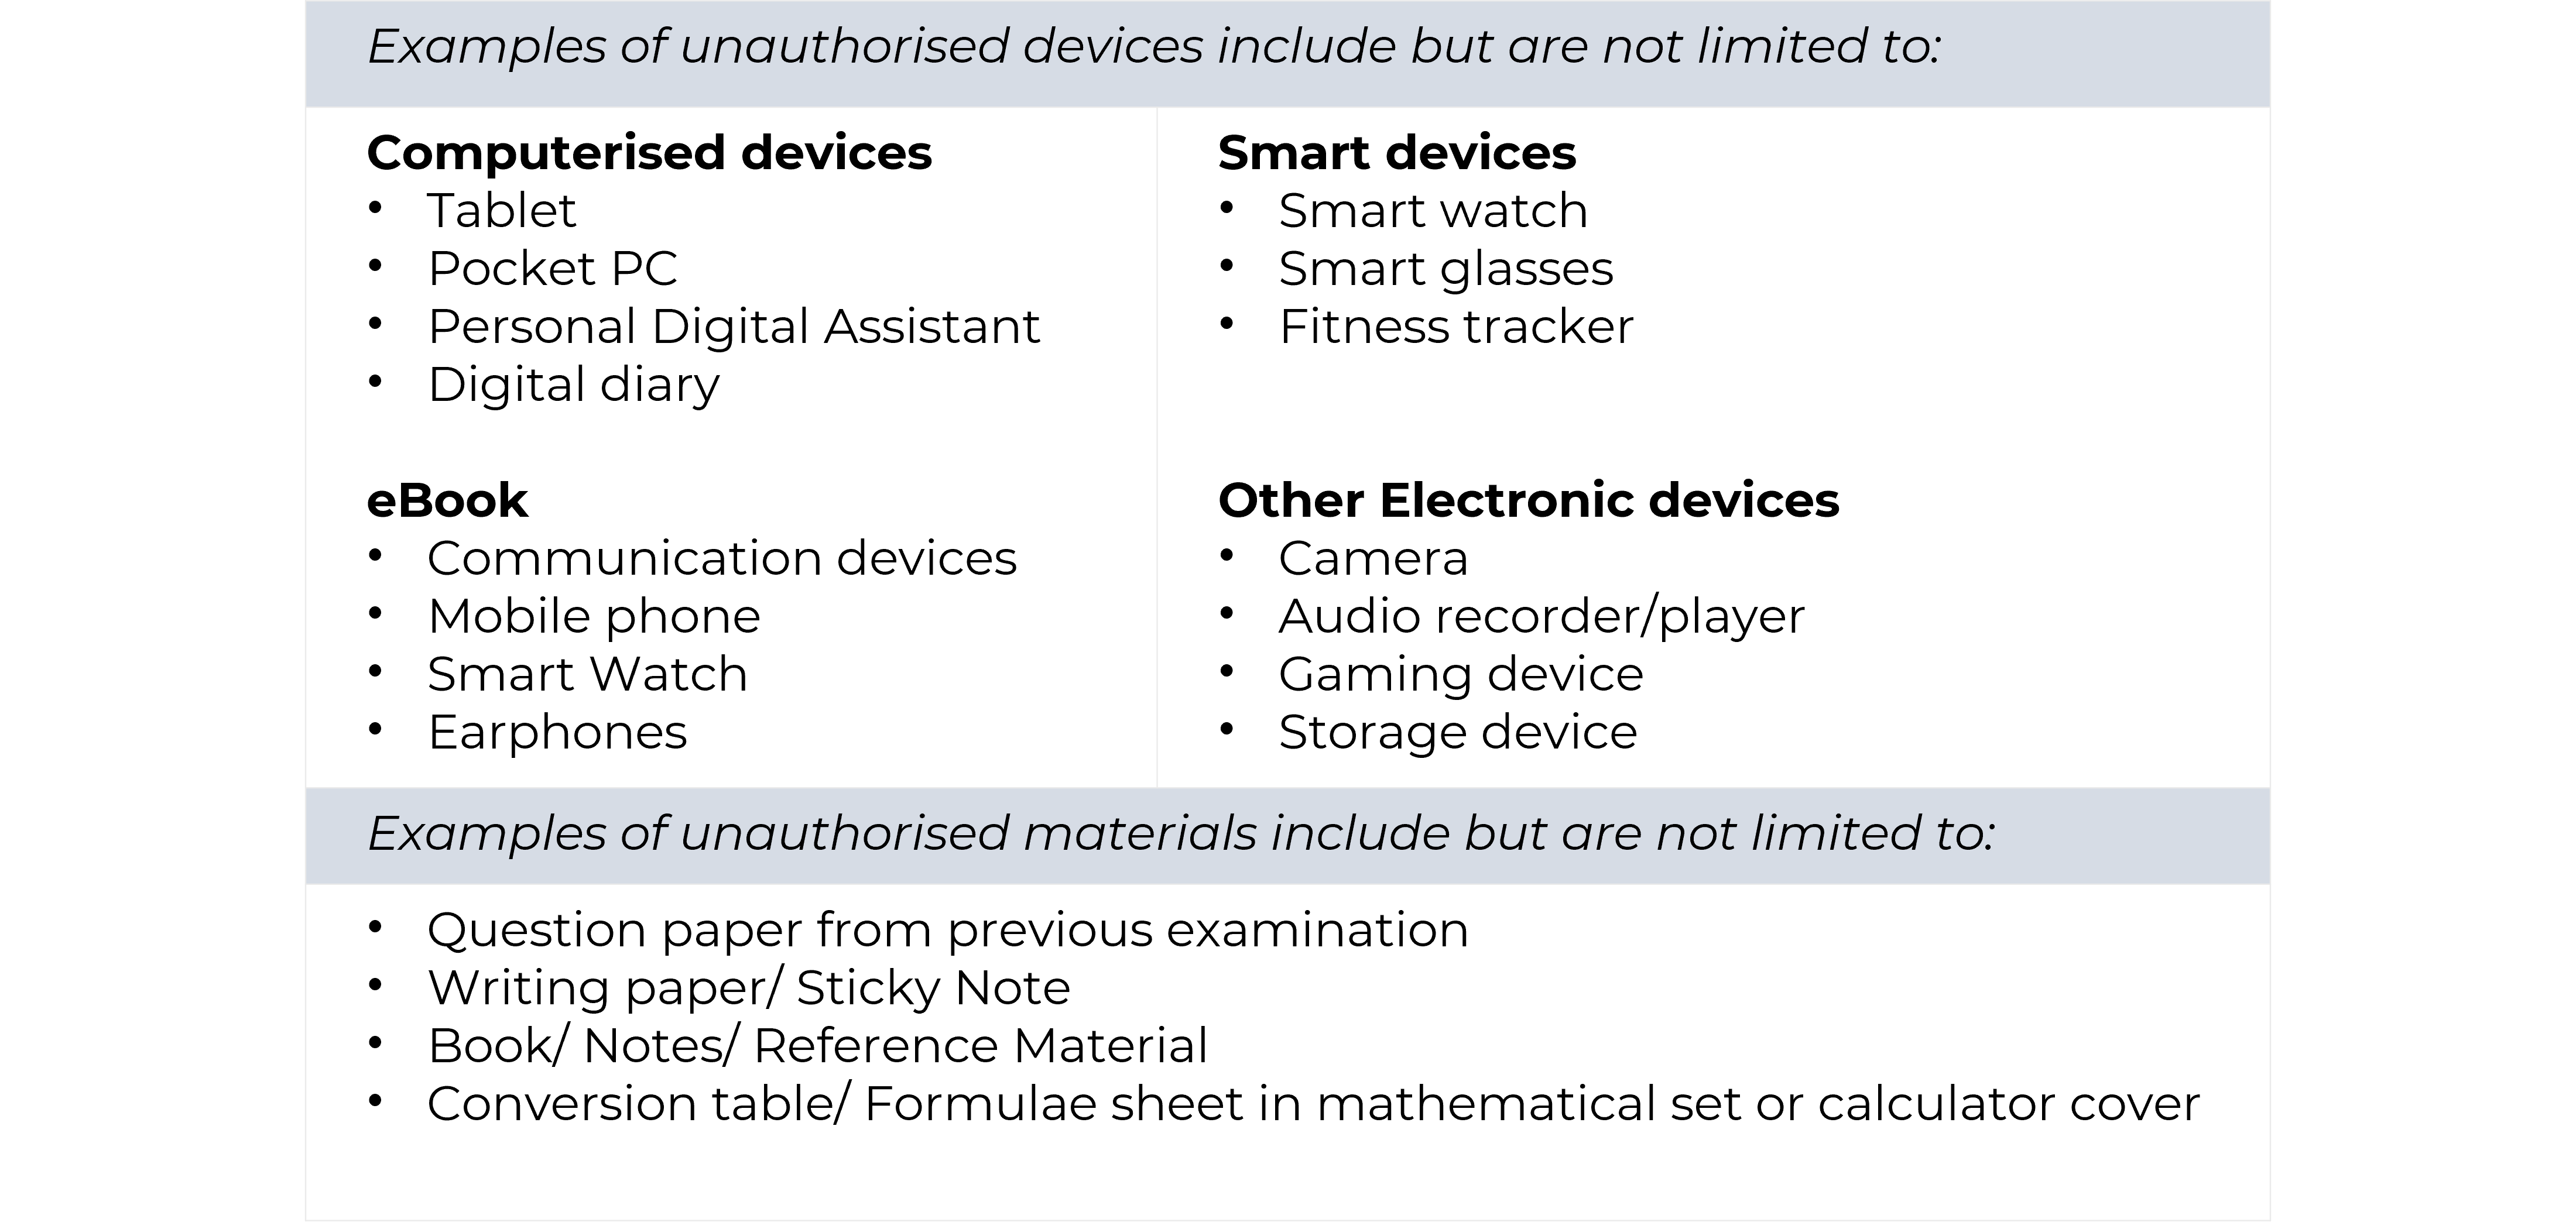 Examples of unauthorised devices include but are not limited to:
Computerised devices
• Tablet
• Pocket PC
• Personal Digital Assistant
• Digital diary
eBook
• Communication devices
• Mobile phone
• Smart Watch
• Earphones
Smart devices
• Smart watch
• Smart glasses
• Fitness tracker
Other Electronic devices
• Camera
• Audio recorder/player
• Gaming device
• Storage device
Examples of unauthorised materials include but are not limited to:
• Question paper from previous examination
• Writing paper/ Sticky Note
• Book/ Notes/ Reference Material
• Conversion table/ Formulae sheet in mathematical set or calculator cover